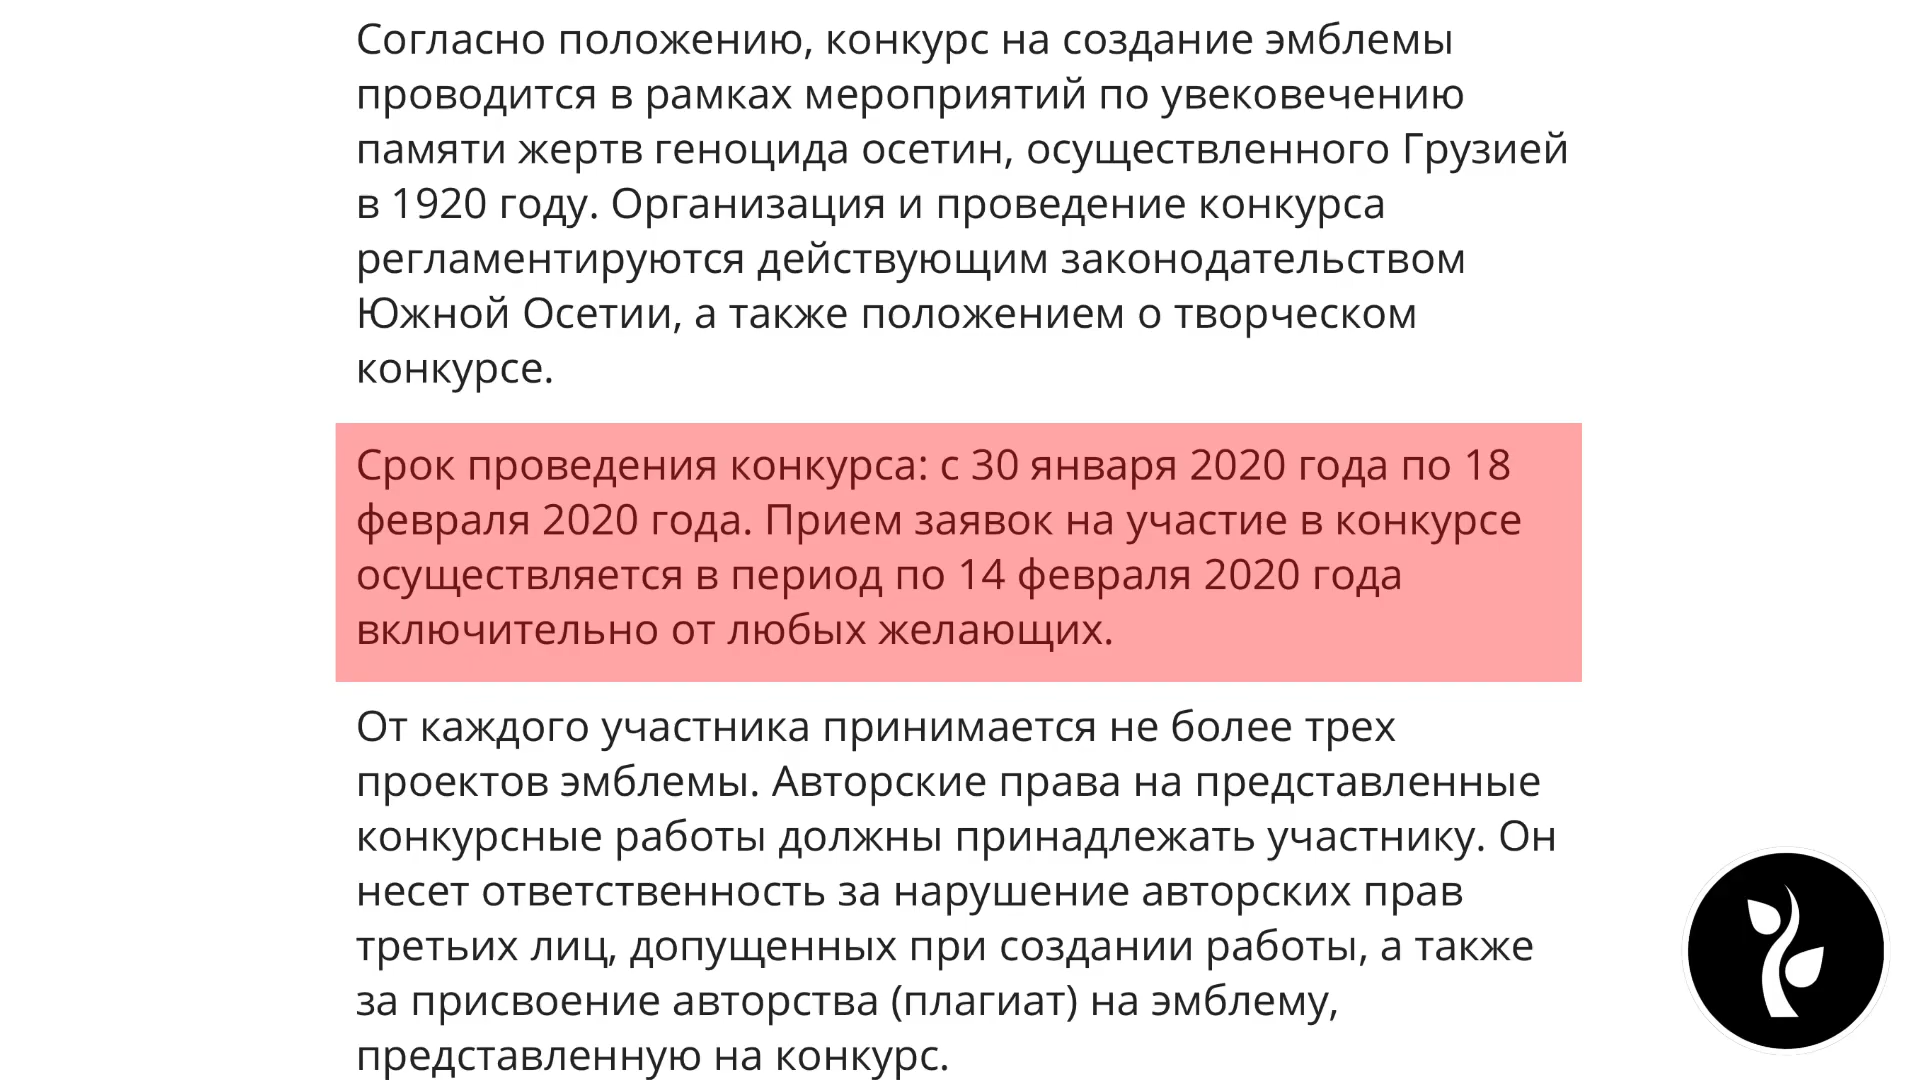 Согласно положению, конкурс на создание эмблемы
проводится в рамках мероприятий по увековечению
памяти жертв геноцида осетин, осуществленного Грузией
в 1920 году. Организация и проведение конкурса
регламентируются действующим законодательством
Южной Осетии, а также положением о творческом
конкурсе.
Срок проведения конкурса: с 30 января 2020 года по 18
февраля 2020 года. Прием заявок на участие в конкурсе
осуществляется в период по 14 февраля 2020 года
включительно от любых желающих.
От каждого участника принимается не более трех
проектов эмблемы. Авторские права на представленные
конкурсные работы должны принадлежать участнику. Он
несет ответственность за нарушение авторских прав
третьих лиц, допущенных при создании работы, а также
за присвоение авторства (плагиат) на эмблему,
представленную на конкурс.